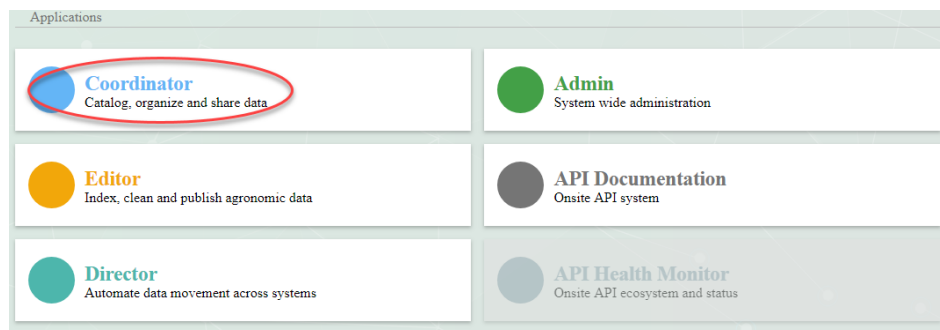 Applications
Coordinator
Catalog, organize and share data
Admin
System wide administration
Editor
Index, clean and publish agronomic data
API Documentation
Onsite API system
Director
Automate data movement across systems
API Health Monitor
Onsite API ecosystem and status